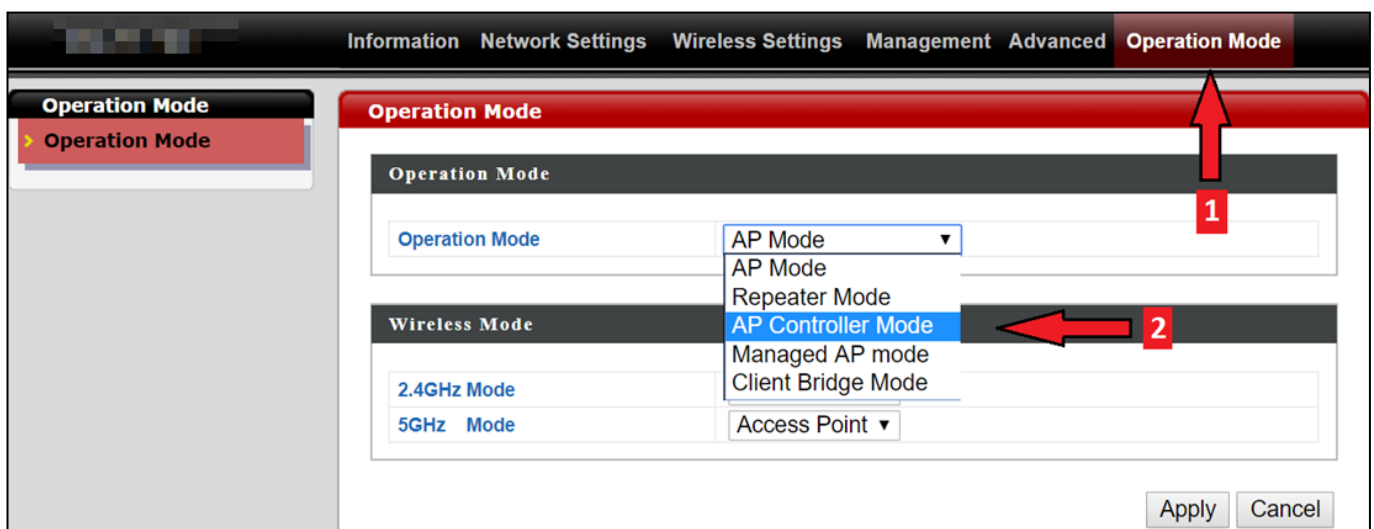 Information Network Settings Wireless Settings Management Advanced Operation Mode
Operation Mode
> Operation Mode
Operation Mode
1
Operation Mode
Operation Mode AP Mode ▼
AP Mode
Repeater Mode
AP Controller Mode
2
Managed AP mode
Client Bridge Mode
Wireless Mode
2.4GHz Mode
5GHz Mode Access Point ▼
Apply Cancel